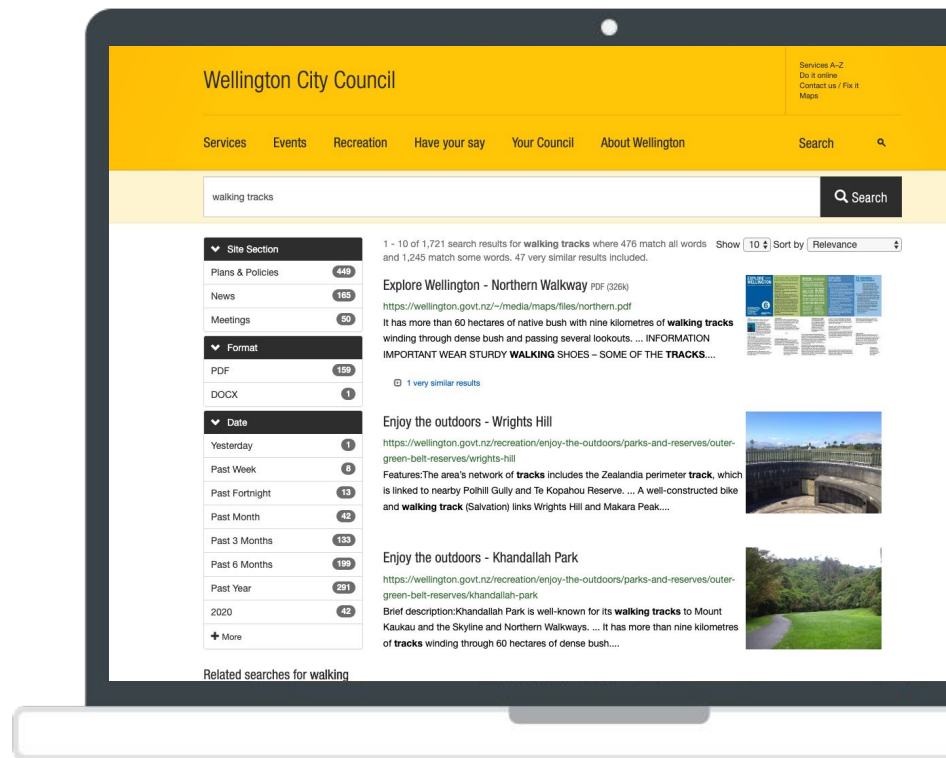 Wellington City Council
Services A–Z
Do it online
Contact us / Fix it
Maps
Services Events Recreation Have your say Your Council About Wellington Search
walking tracks
Search
Site Section
Plans & Policies 449
News 165
Meetings 50
Format
PDF 159
DOCX 1
Date
Yesterday 1
Past Week 8
Past Fortnight 13
Past Month 42
Past 3 Months 133
Past 6 Months 199
Past Year 291
2020 42
More
Related searches for walking
1 - 10 of 1,721 search results for walking tracks where 476 match all words
and 1,245 match some words. 47 very similar results included.
Show 10 Sort by Relevance
Explore Wellington - Northern Walkway PDF (326k)
https://wellington.govt.nz/~/media/maps/files/northern.pdf
It has more than 60 hectares of native bush with nine kilometres of walking tracks
winding through dense bush and passing several lookouts. ... INFORMATION
IMPORTANT WEAR STURDY WALKING SHOES – SOME OF THE TRACKS....
1 very similar results
EXPLORE
WELLINGTON
Enjoy the outdoors - Wrights Hill
https://wellington.govt.nz/recreation/enjoy-the-outdoors/parks-and-reserves/outer-
green-belt-reserves/wrights-hill
Features:The area's network of tracks includes the Zealandia perimeter track, which
is linked to nearby Polhill Gully and Te Kopahou Reserve. ... A well-constructed bike
and walking track (Salvation) links Wrights Hill and Makara Peak....
Enjoy the outdoors - Khandallah Park
https://wellington.govt.nz/recreation/enjoy-the-outdoors/parks-and-reserves/outer-
green-belt-reserves/khandallah-park
Brief description:Khandallah Park is well-known for its walking tracks to Mount
Kaukau and the Skyline and Northern Walkways. ... It has more than nine kilometres
of tracks winding through 60 hectares of dense bush....